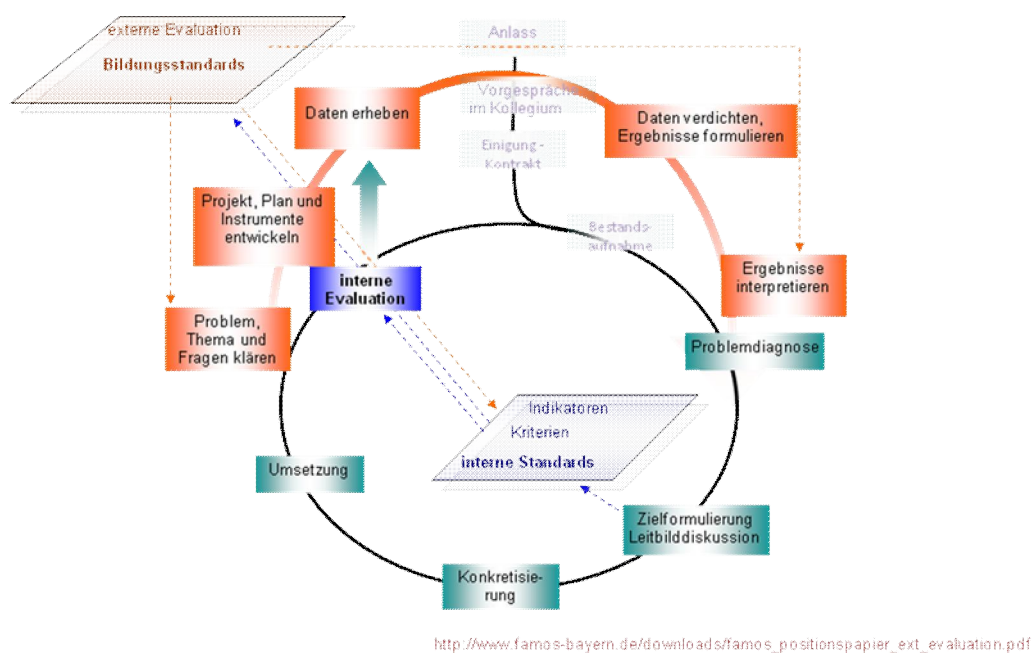 externe Evaluation
Bildungsstandards
Anlass
Vorgespräche
im Kollegium
Einigung -
Kontrakt
Bestands-
aufnahme
Daten erheben
Daten verdichten,
Ergebnisse formulieren
Projekt, Plan und
Instrumente
entwickeln
interne
Evaluation
Ergebnisse
interpretieren
Problem,
Thema und
Fragen klären
Problemdiagnose
Indikatoren
Kriterien
interne Standards
Umsetzung
Zielformulierung
Leitbilddiskussion
Konkretisie-
rung
http://www.famos-bayern.de/downloads/famos_positionspapier_ext_evaluation.pdf